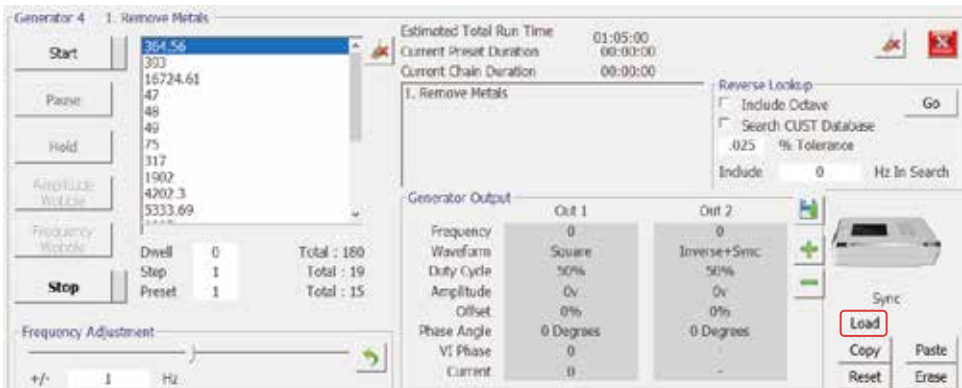 Generator 4 1. Remove Metals
Start
Pause
Hold
Amplitude Wobble
Frequency Wobble
Stop
364.56
393
16724.61
47
48
49
75
317
1902
4202.3
5333.69
Dwell 0 Total : 180
Step 1 Total : 19
Preset 1 Total : 15
Frequency Adjustment
+/- 1 Hz
Estimated Total Run Time 01:05:00
Current Preset Duration 00:00:00
Current Chain Duration 00:00:00
1. Remove Metals
Reverse Lookup
Include Octave Go
Search CUST Database
.025 % Tolerance
Include 0 Hz In Search
Generator Output
Out 1 Out 2
Frequency 0 0
Waveform Square Inverse+Sync
Duty Cycle 50% 50%
Amplitude 0v 0v
Offset 0% 0%
Phase Angle 0 Degrees 0 Degrees
VI Phase 0 -
Current 0 -
Sync
Load
Copy Paste
Reset Erase